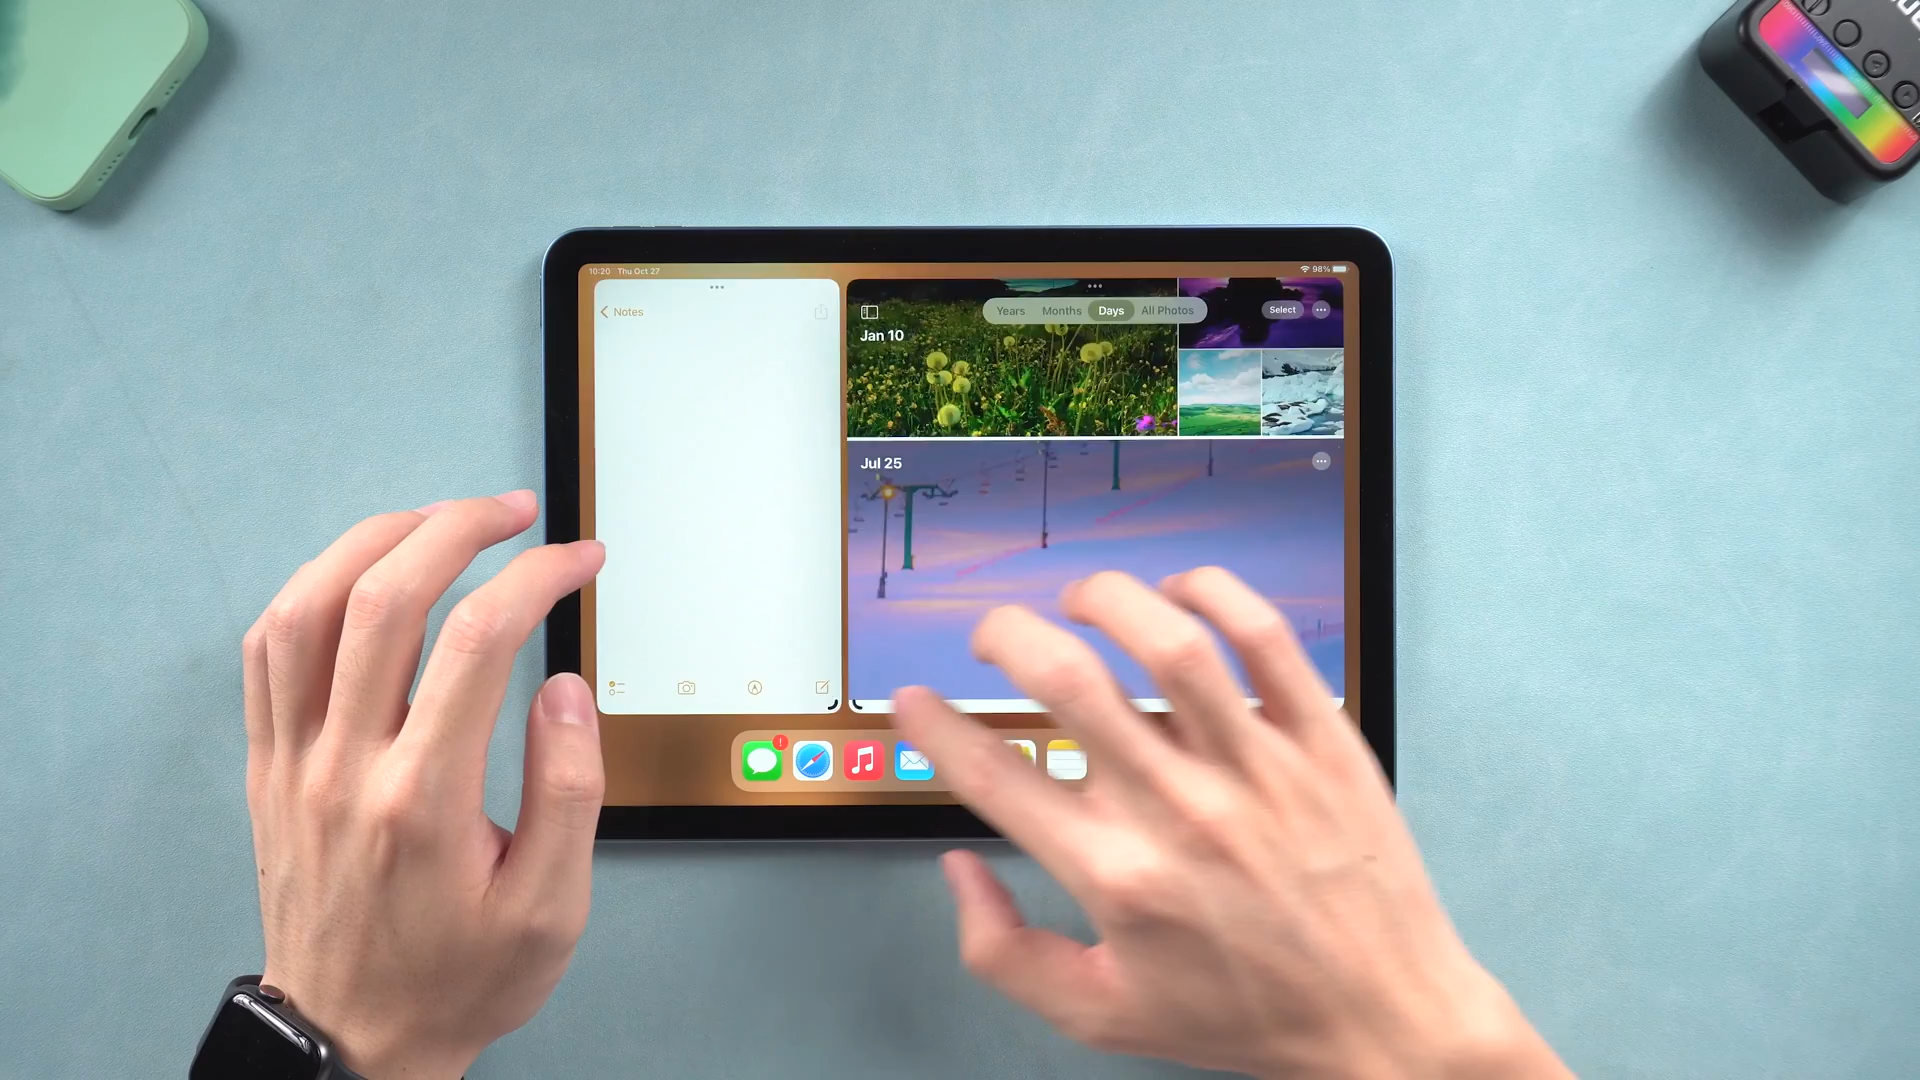 10:20 Thu Oct 27
98%
Notes
Years Months Days All Photos
Select
Jan 10
Jul 25
!